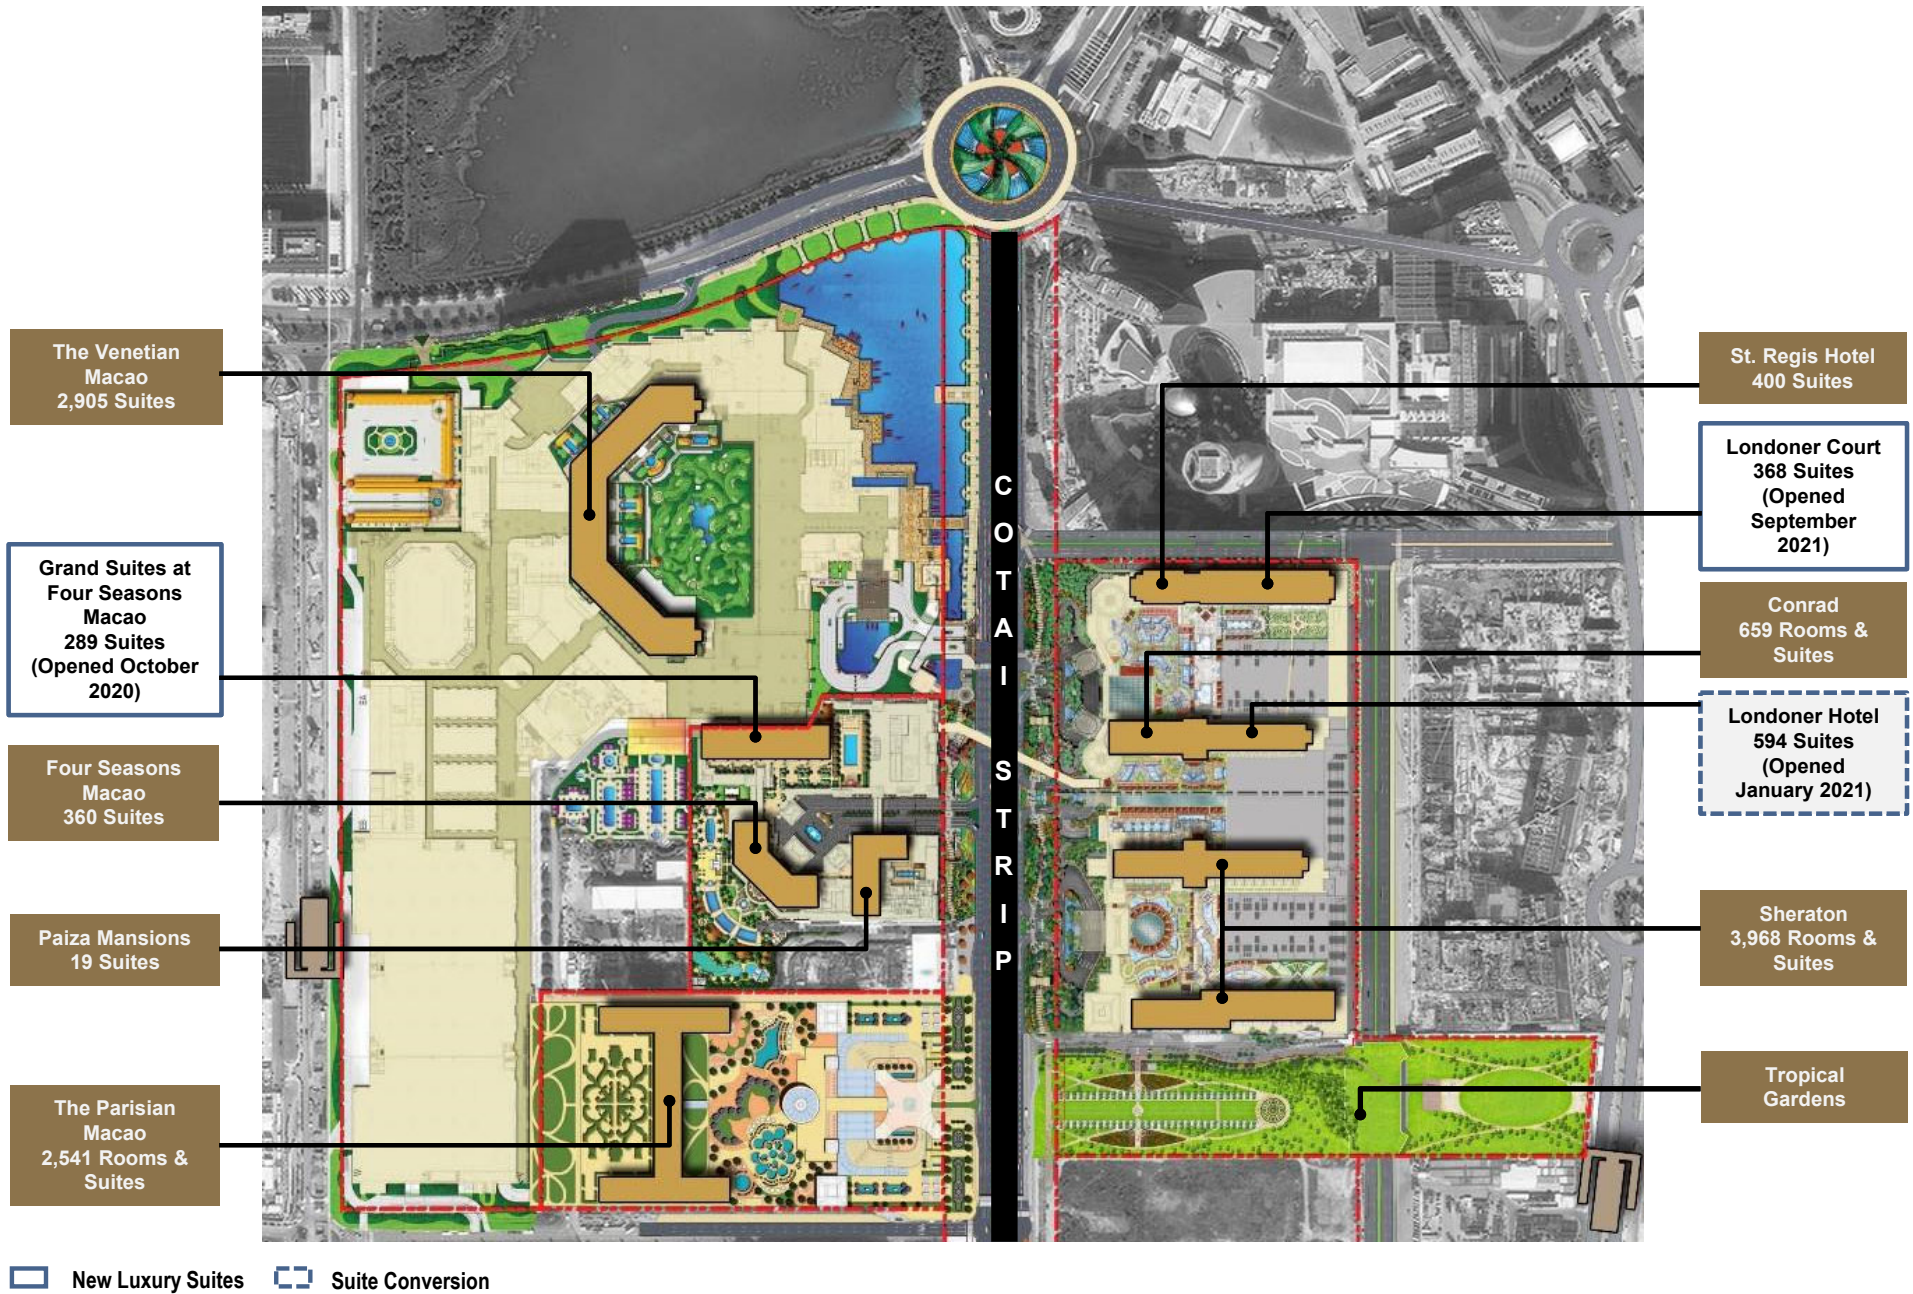 The Venetian
Macao
2,905 Suites
Grand Suites at
Four Seasons
Macao
289 Suites
(Opened October
2020)
Four Seasons
Macao
360 Suites
Paiza Mansions
19 Suites
The Parisian
Macao
2,541 Rooms &
Suites
COTAI STRIP
St. Regis Hotel
400 Suites
Londoner Court
368 Suites
(Opened
September
2021)
Conrad
659 Rooms &
Suites
Londoner Hotel
594 Suites
(Opened
January 2021)
Sheraton
3,968 Rooms &
Suites
Tropical
Gardens
New Luxury Suites
Suite Conversion